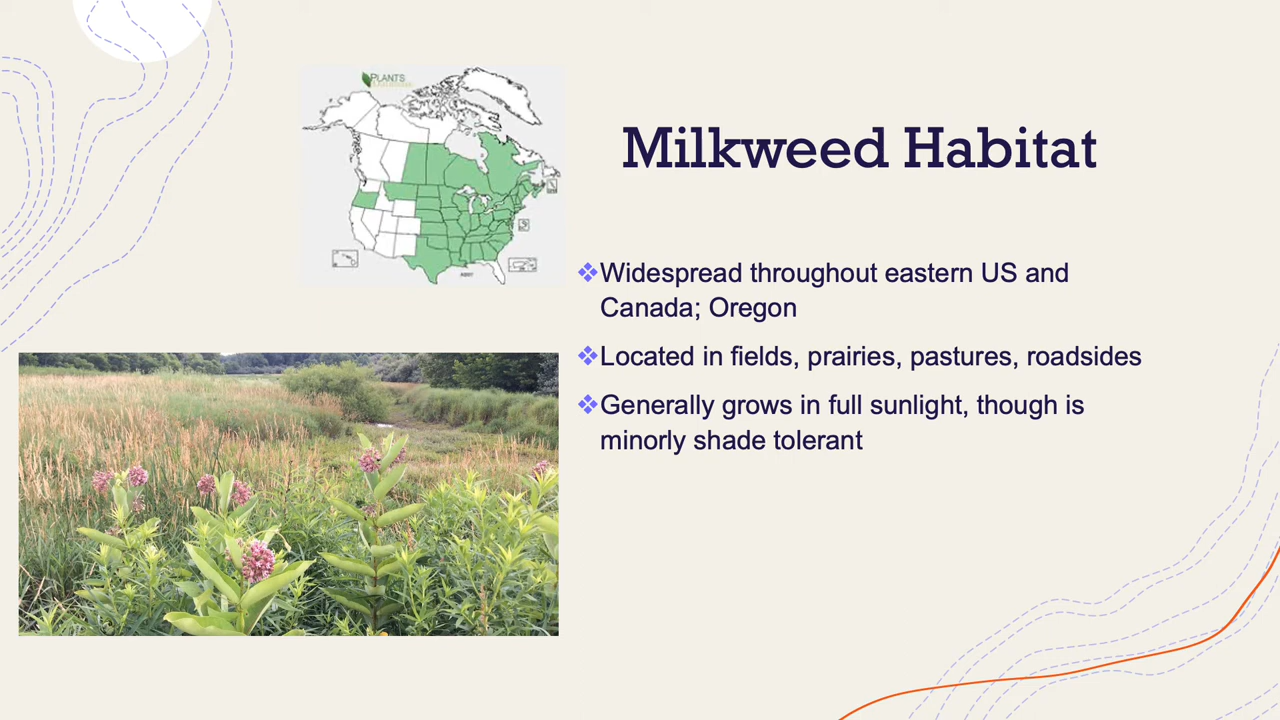 PLANTS
Milkweed Habitat
❖Widespread throughout eastern US and
Canada; Oregon
❖Located in fields, prairies, pastures, roadsides
❖Generally grows in full sunlight, though is
minorly shade tolerant